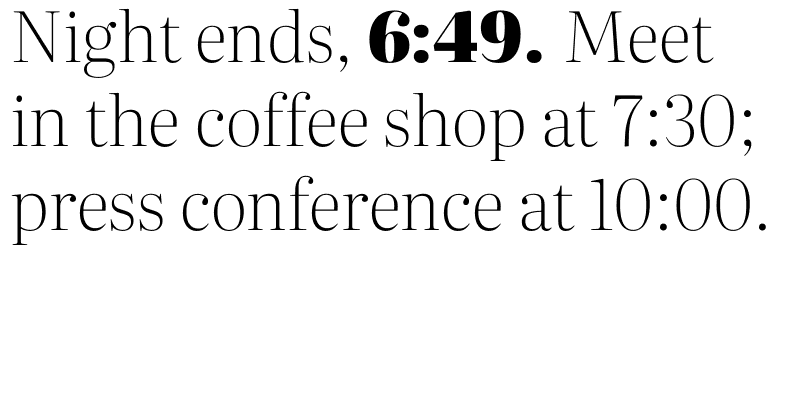 Night ends, 6:49. Meet
in the coffee shop at 7:30;
press conference at 10:00.